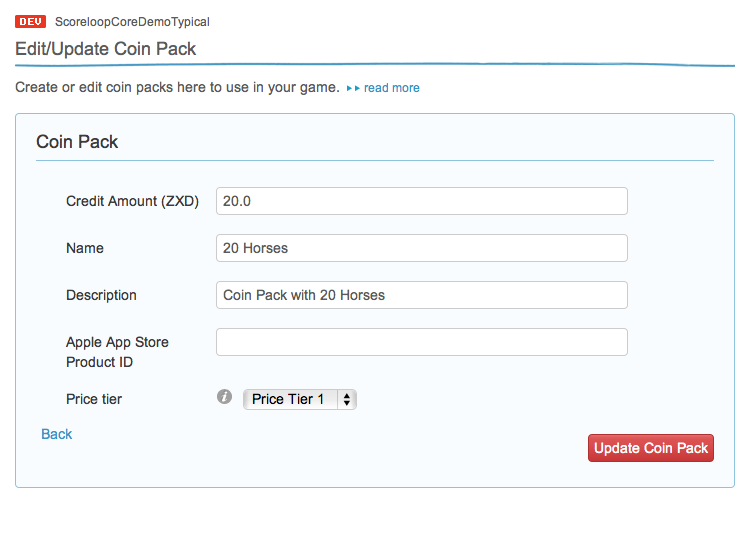 DEV ScoreloopCoreDemoTypical
Edit/Update Coin Pack
Create or edit coin packs here to use in your game. read more
Coin Pack
Credit Amount (ZXD) 20.0
Name 20 Horses
Description Coin Pack with 20 Horses
Apple App Store
Product ID
Price tier i Price Tier 1
Back
Update Coin Pack